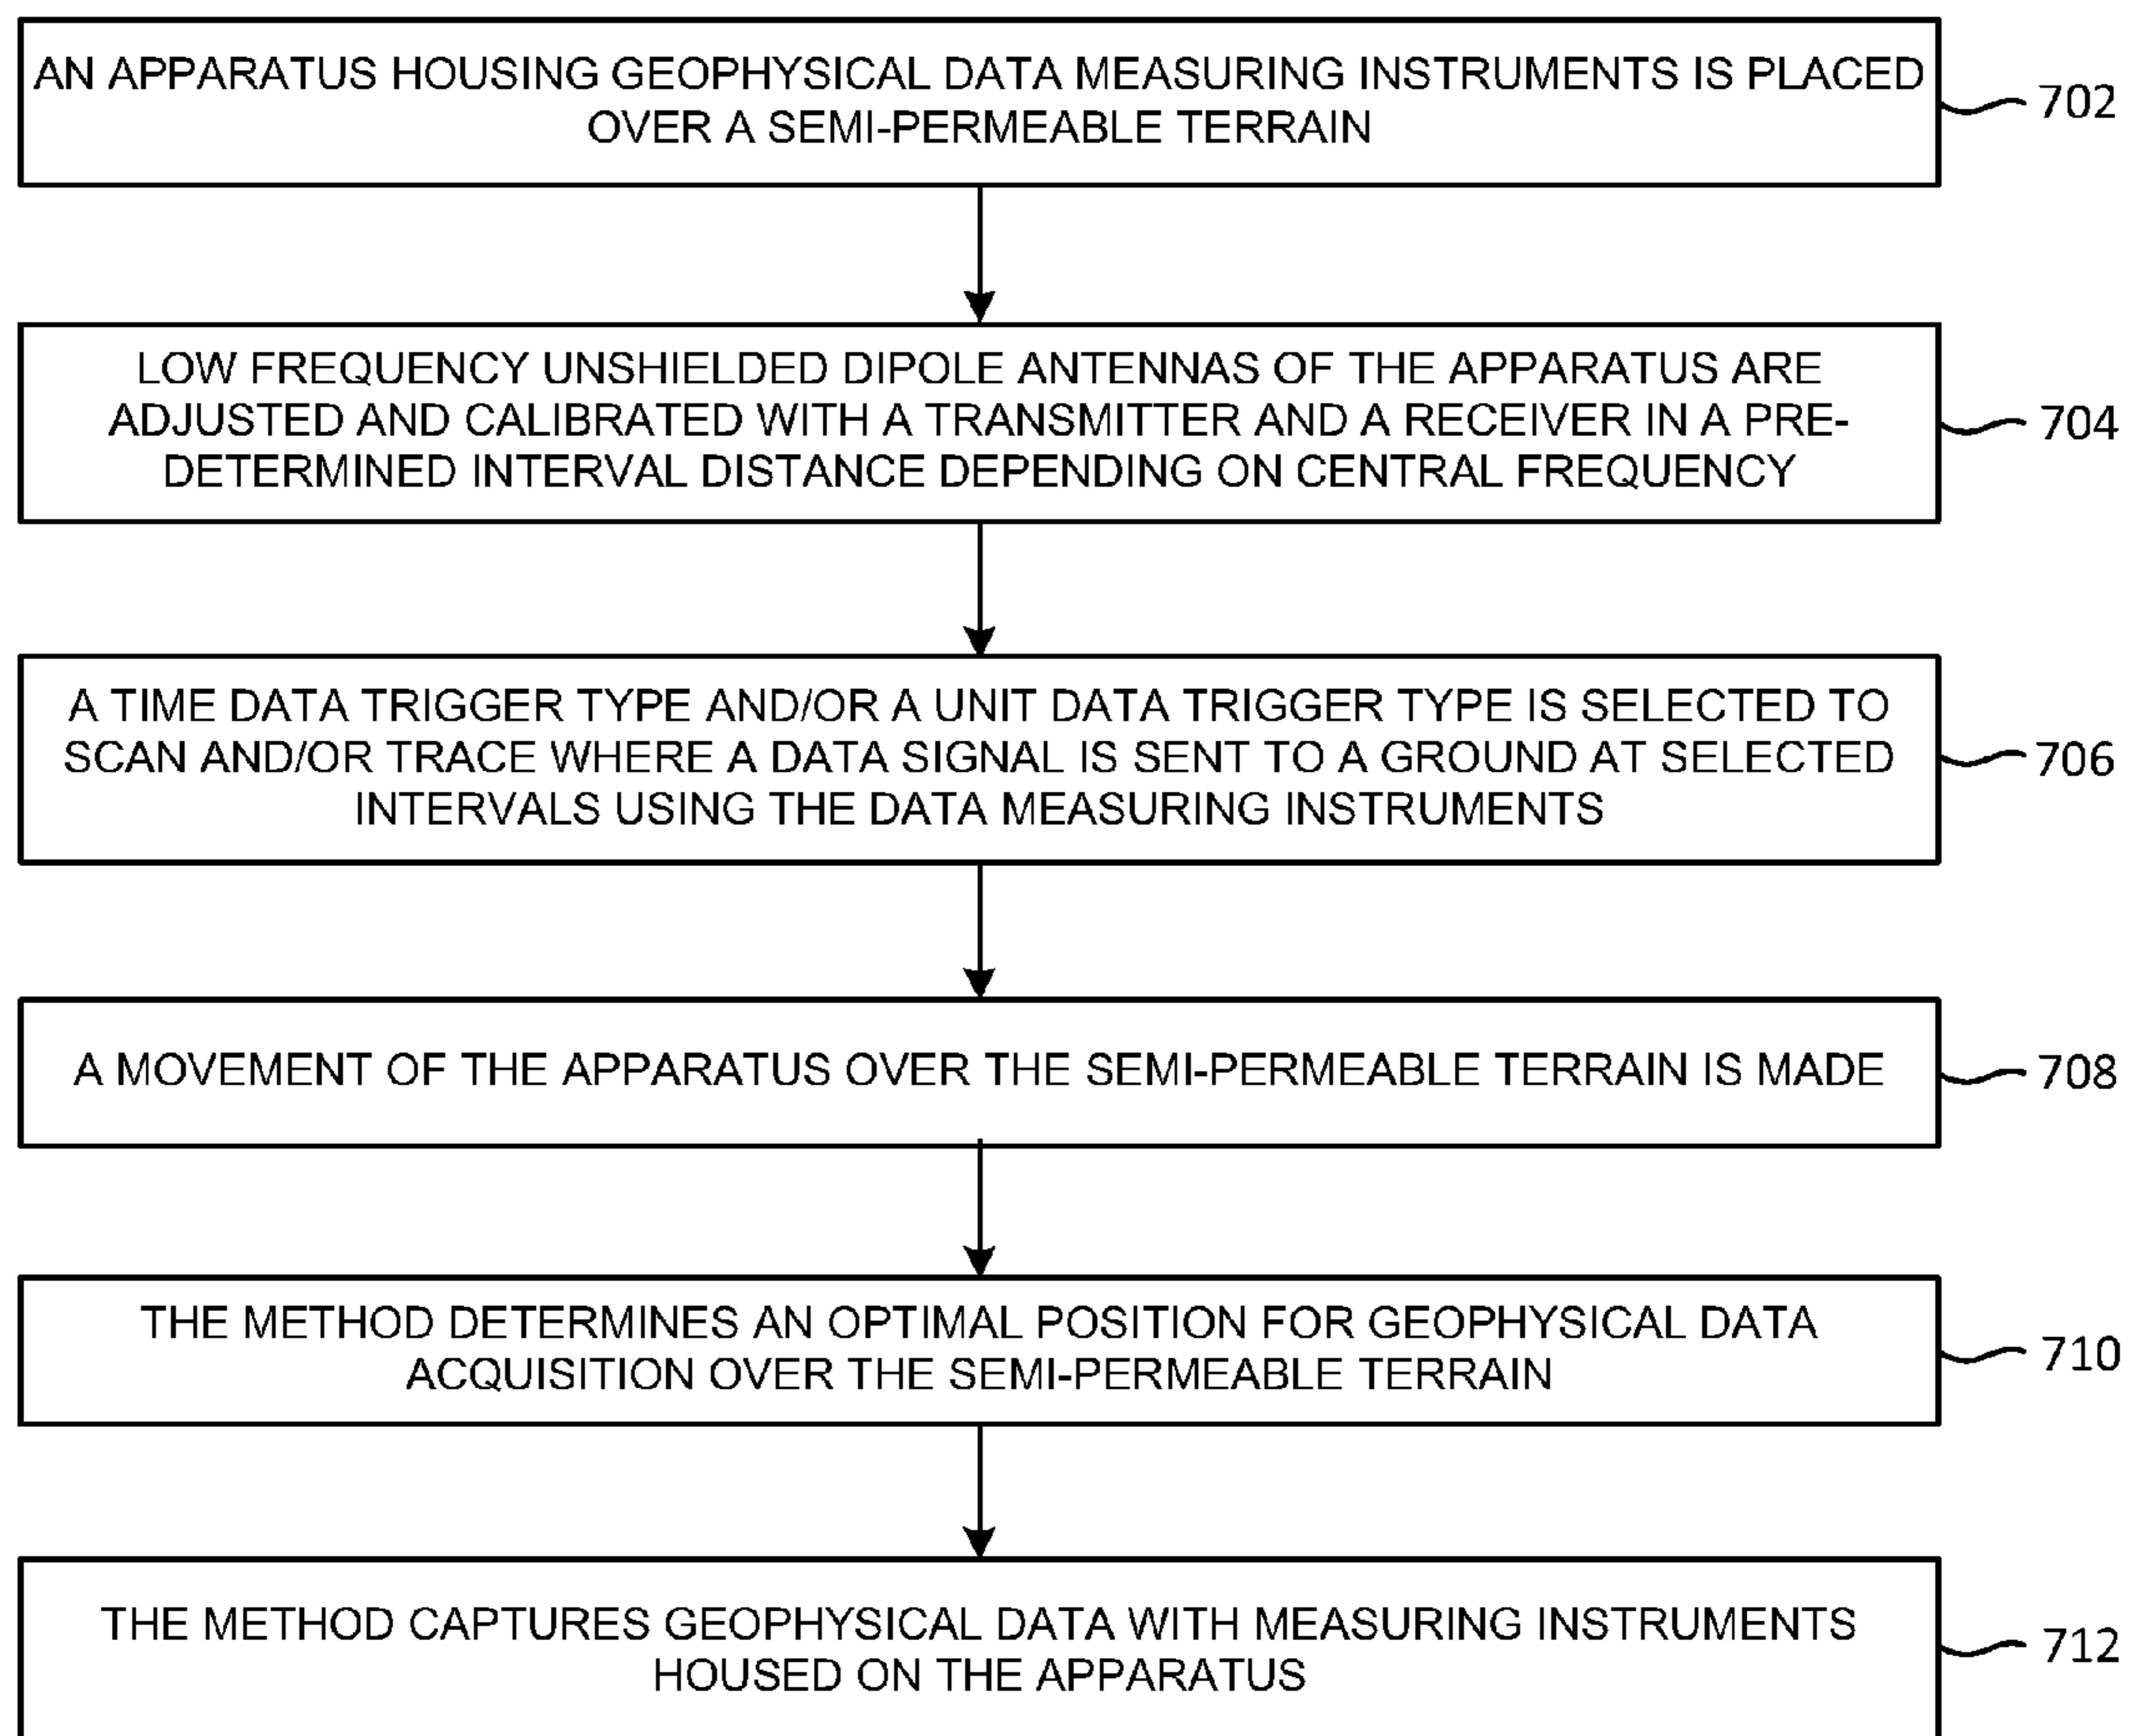 AN APPARATUS HOUSING GEOPHYSICAL DATA MEASURING INSTRUMENTS IS PLACED
OVER A SEMI-PERMEABLE TERRAIN
702
LOW FREQUENCY UNSHIELDED DIPOLE ANTENNAS OF THE APPARATUS ARE
ADJUSTED AND CALIBRATED WITH A TRANSMITTER AND A RECEIVER IN A PRE-
DETERMINED INTERVAL DISTANCE DEPENDING ON CENTRAL FREQUENCY
704
A TIME DATA TRIGGER TYPE AND/OR A UNIT DATA TRIGGER TYPE IS SELECTED TO
SCAN AND/OR TRACE WHERE A DATA SIGNAL IS SENT TO A GROUND AT SELECTED
INTERVALS USING THE DATA MEASURING INSTRUMENTS
706
A MOVEMENT OF THE APPARATUS OVER THE SEMI-PERMEABLE TERRAIN IS MADE
708
THE METHOD DETERMINES AN OPTIMAL POSITION FOR GEOPHYSICAL DATA
ACQUISITION OVER THE SEMI-PERMEABLE TERRAIN
710
THE METHOD CAPTURES GEOPHYSICAL DATA WITH MEASURING INSTRUMENTS
HOUSED ON THE APPARATUS
712